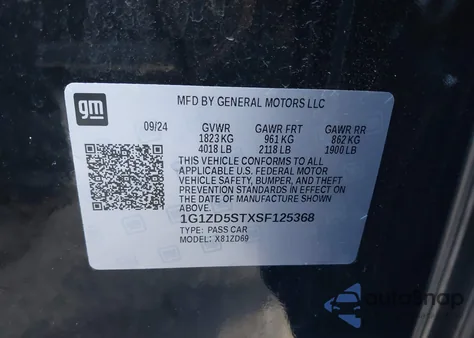 gm
MFD BY GENERAL MOTORS LLC
09/24 GVWR GAWR FRT GAWR RR
1823 KG 961 KG 862 KG
4018 LB 2118 LB 1900 LB
THIS VEHICLE CONFORMS TO ALL
APPLICABLE U.S. FEDERAL MOTOR
VEHICLE SAFETY, BUMPER, AND THEFT
PREVENTION STANDARDS IN EFFECT ON
THE DATE OF MANUFACTURE SHOWN
ABOVE.
1G1ZD5STXSF125368
TYPE: PASS CAR
MODEL: X81ZD69
autosnap